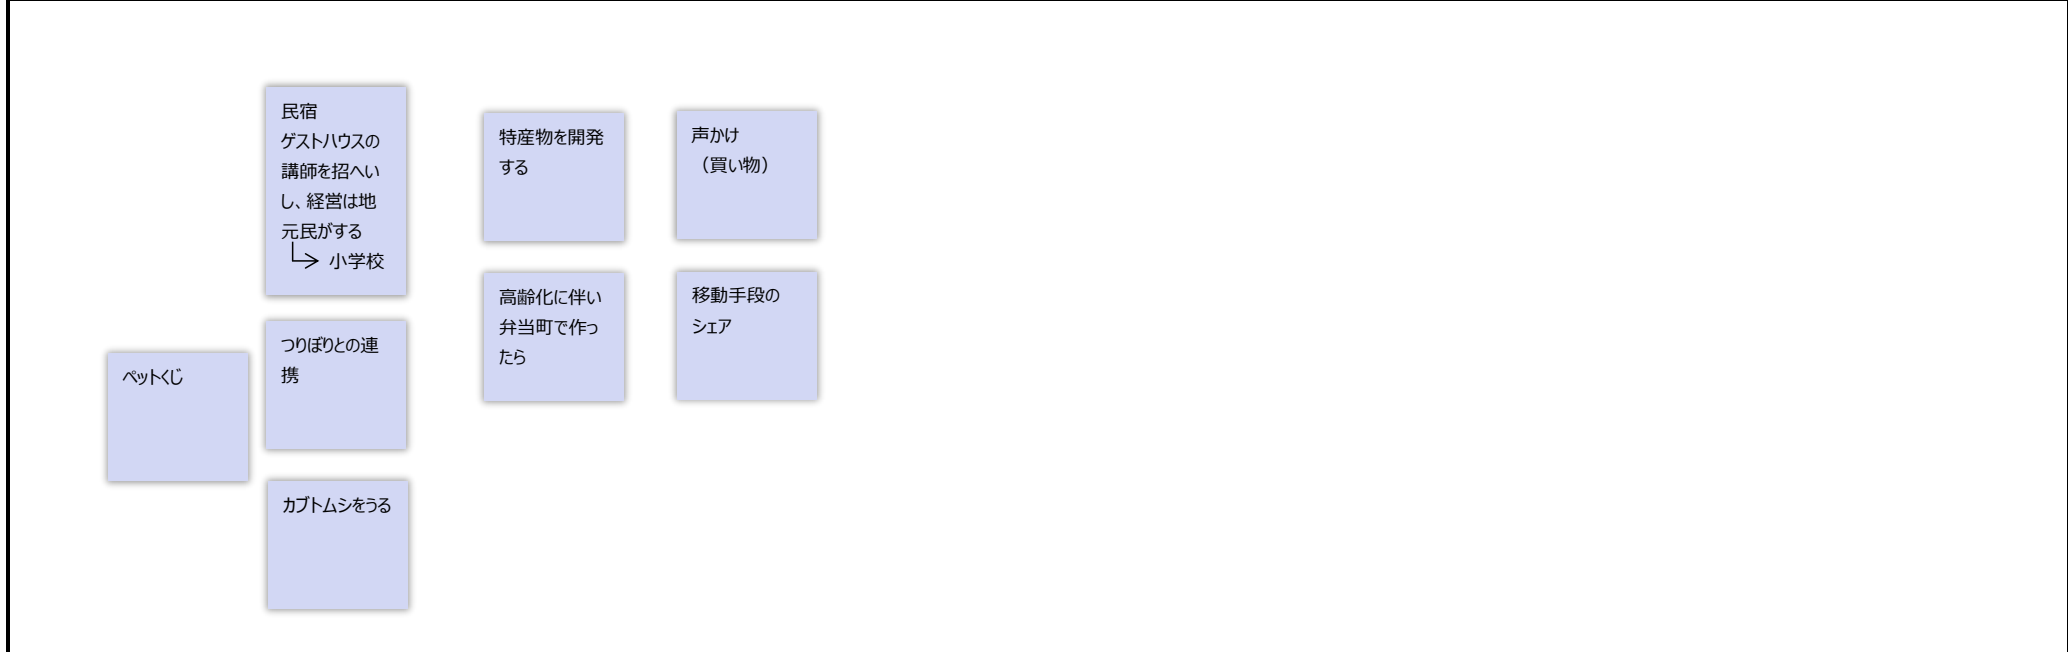 民宿
ゲストハウスの
講師を招へい
し、経営は地
元民がする
小学校
つりぼりとの連
携
ペットくじ
カブトムシをうる
特産物を開発
する
高齢化に伴い
弁当町で作っ
たら
声かけ
（買い物）
移動手段の
シェア